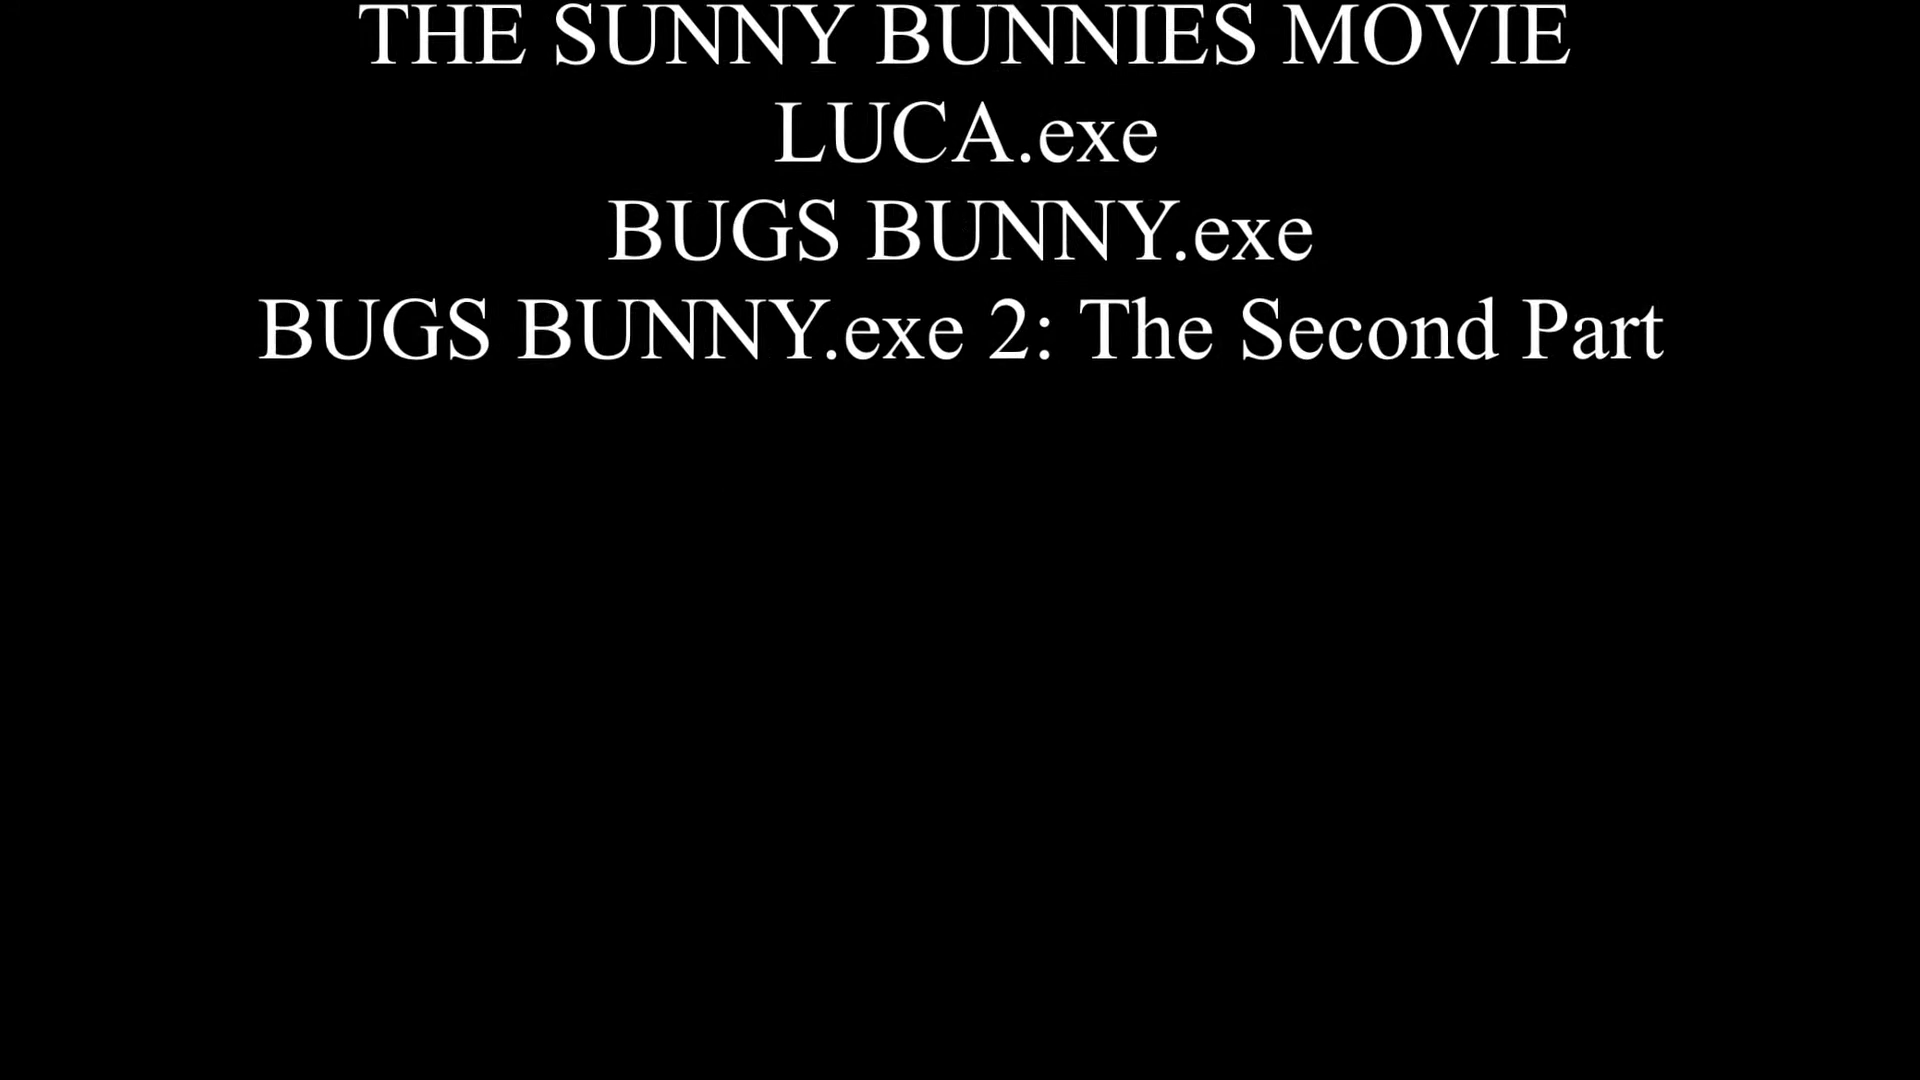 THE SUNNY BUNNIES MOVIE
LUCA.exe
BUGS BUNNY.exe
BUGS BUNNY.exe 2: The Second Part